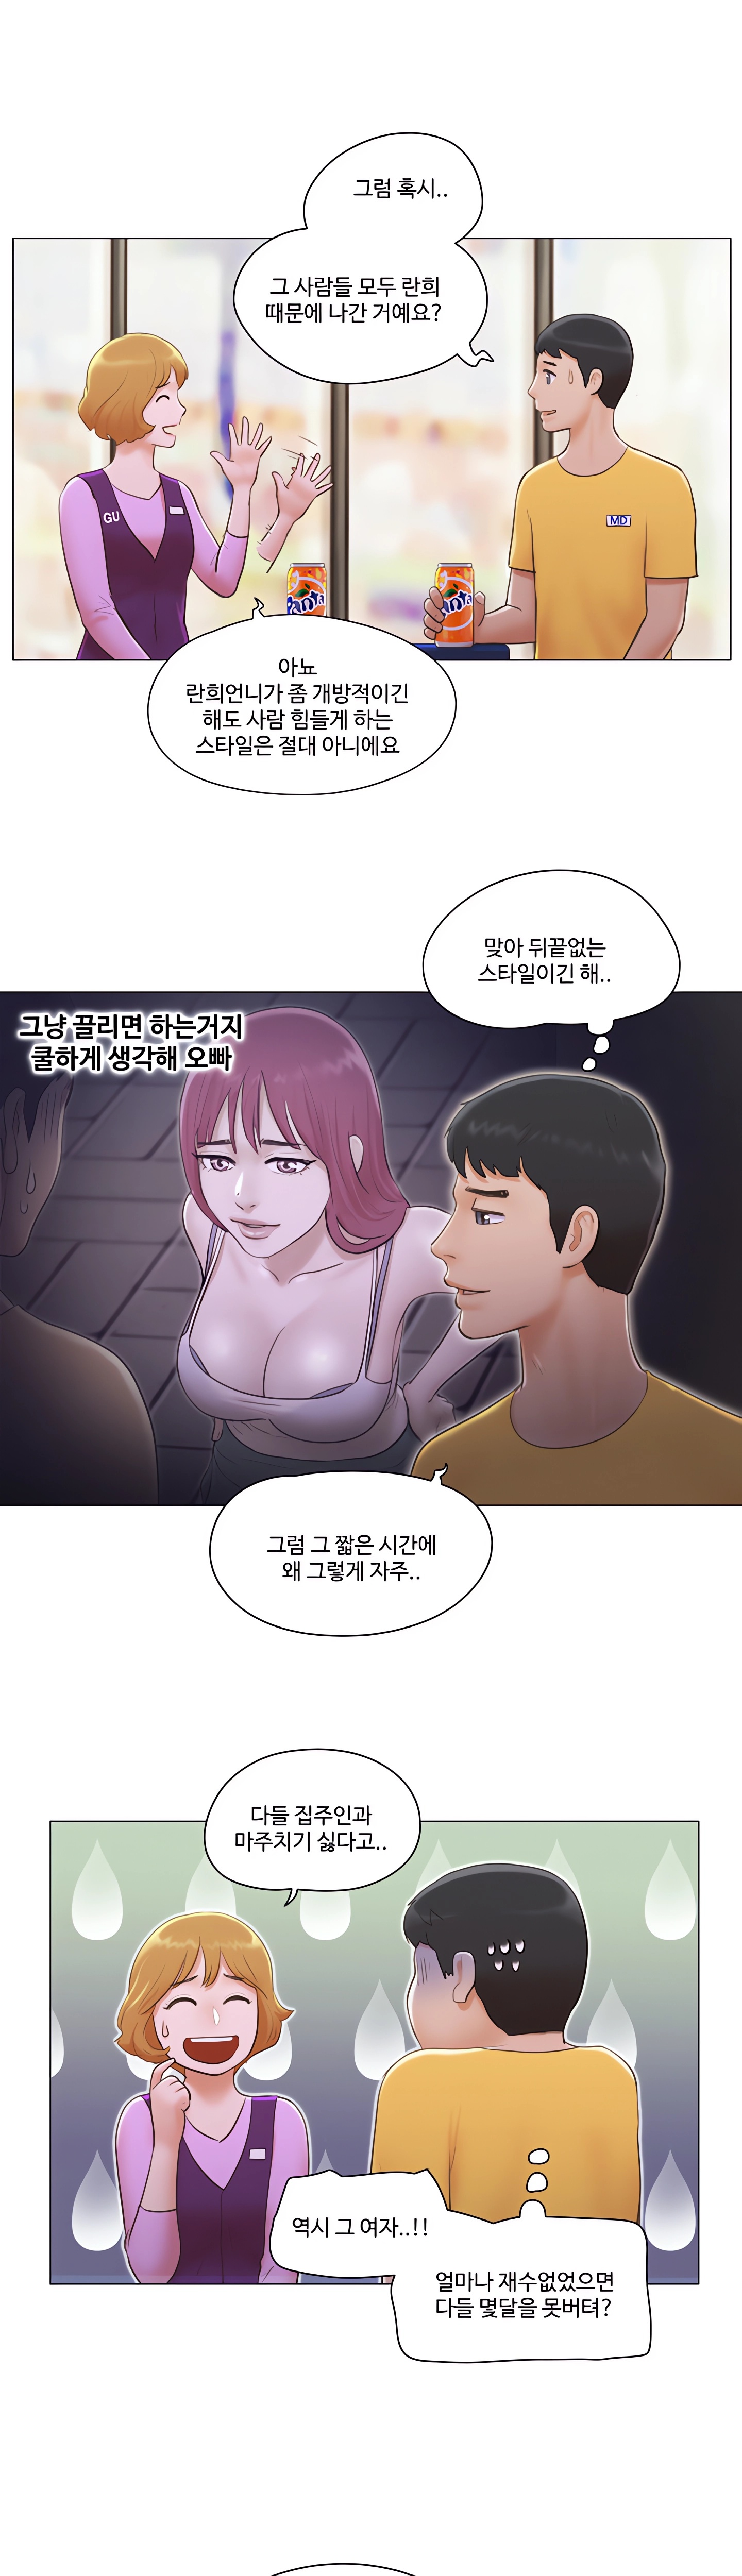 그럼 혹시..
그 사람들 모두 란희
때문에 나간 거예요?
GU
MD
아뇨
란희언니가 좀 개방적이긴
해도 사람 힘들게 하는
스타일은 절대 아니에요
맞아 뒤끝없는
스타일이긴 해..
그냥 끌리면 하는거지
쿨하게 생각해 오빠
그럼 그 짧은 시간에
왜 그렇게 자주..
다들 집주인과
마주치기 싫다고..
역시 그 여자..!!
얼마나 재수없었으면
다들 몇달을 못버텨?